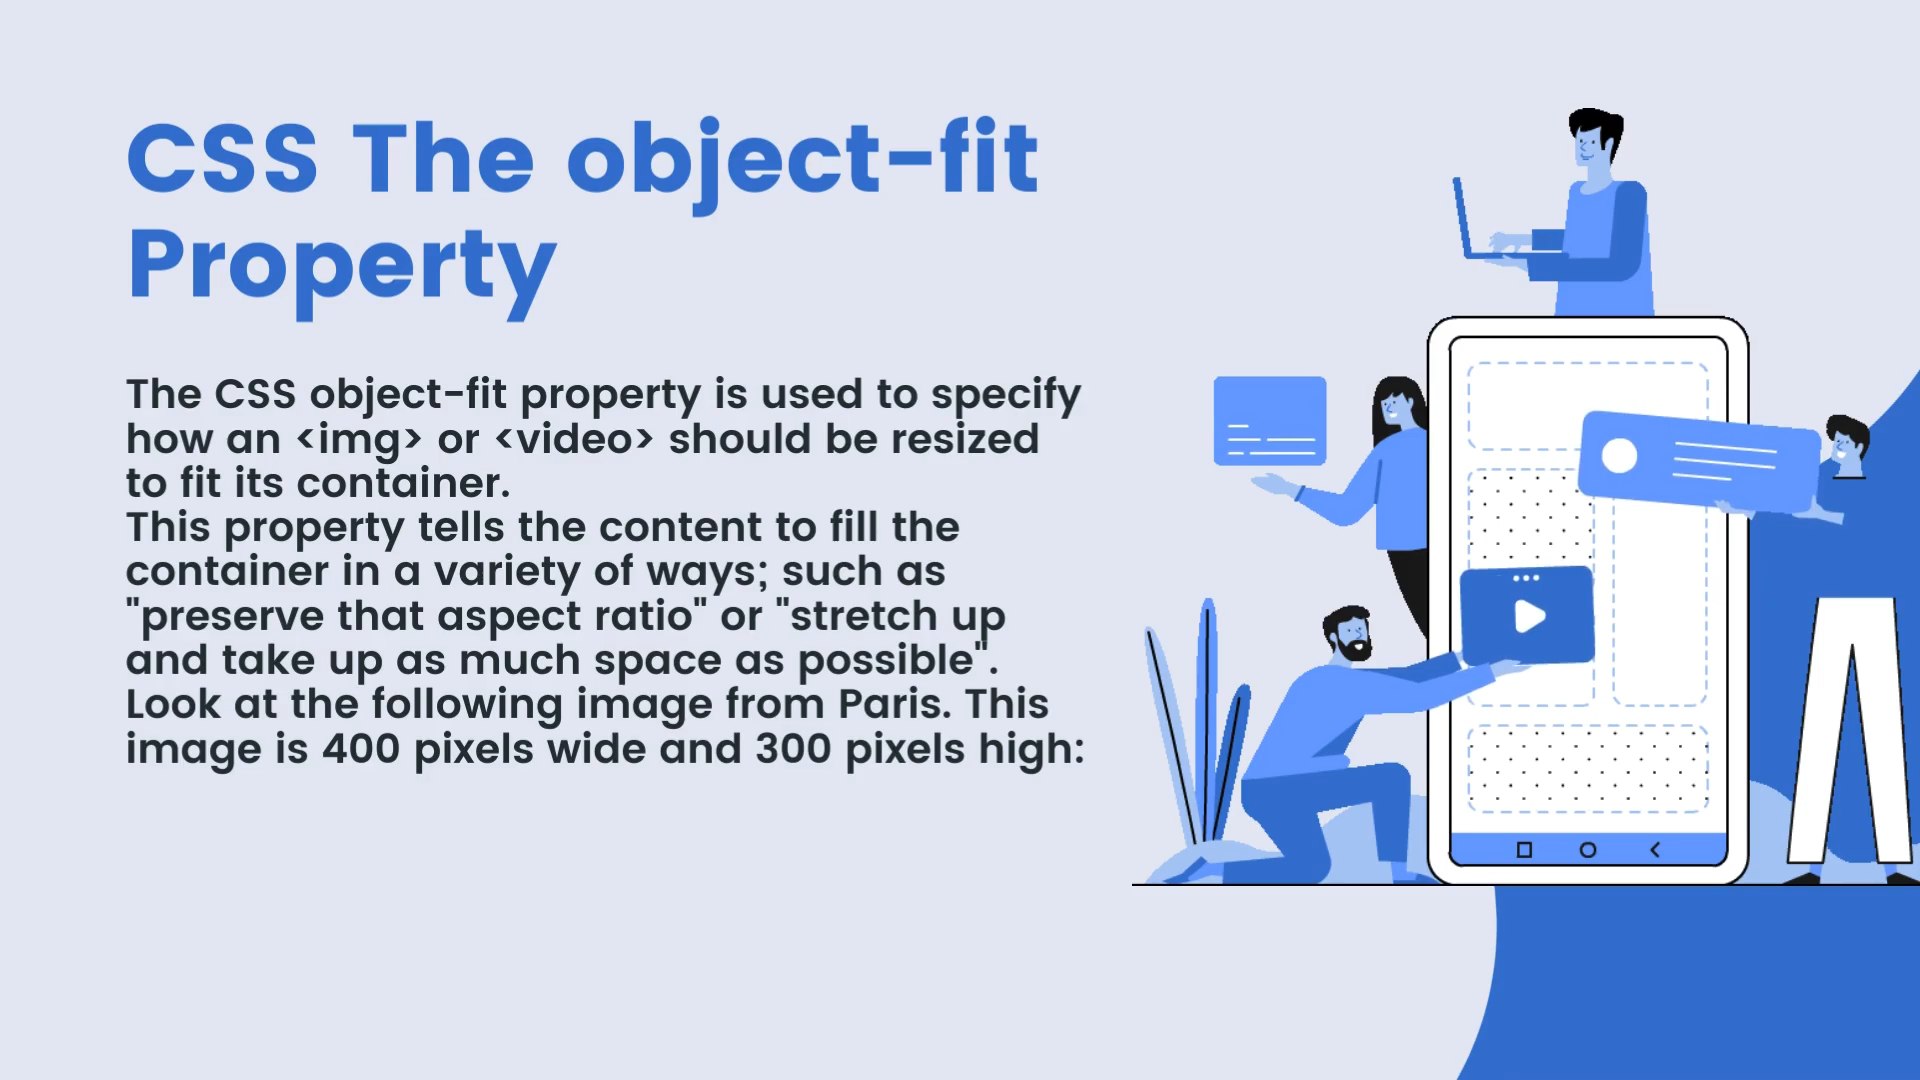 CSS The object-fit
Property
The CSS object-fit property is used to specify
how an <img> or <video> should be resized
to fit its container.
This property tells the content to fill the
container in a variety of ways; such as
"preserve that aspect ratio" or "stretch up
and take up as much space as possible".
Look at the following image from Paris. This
image is 400 pixels wide and 300 pixels high: